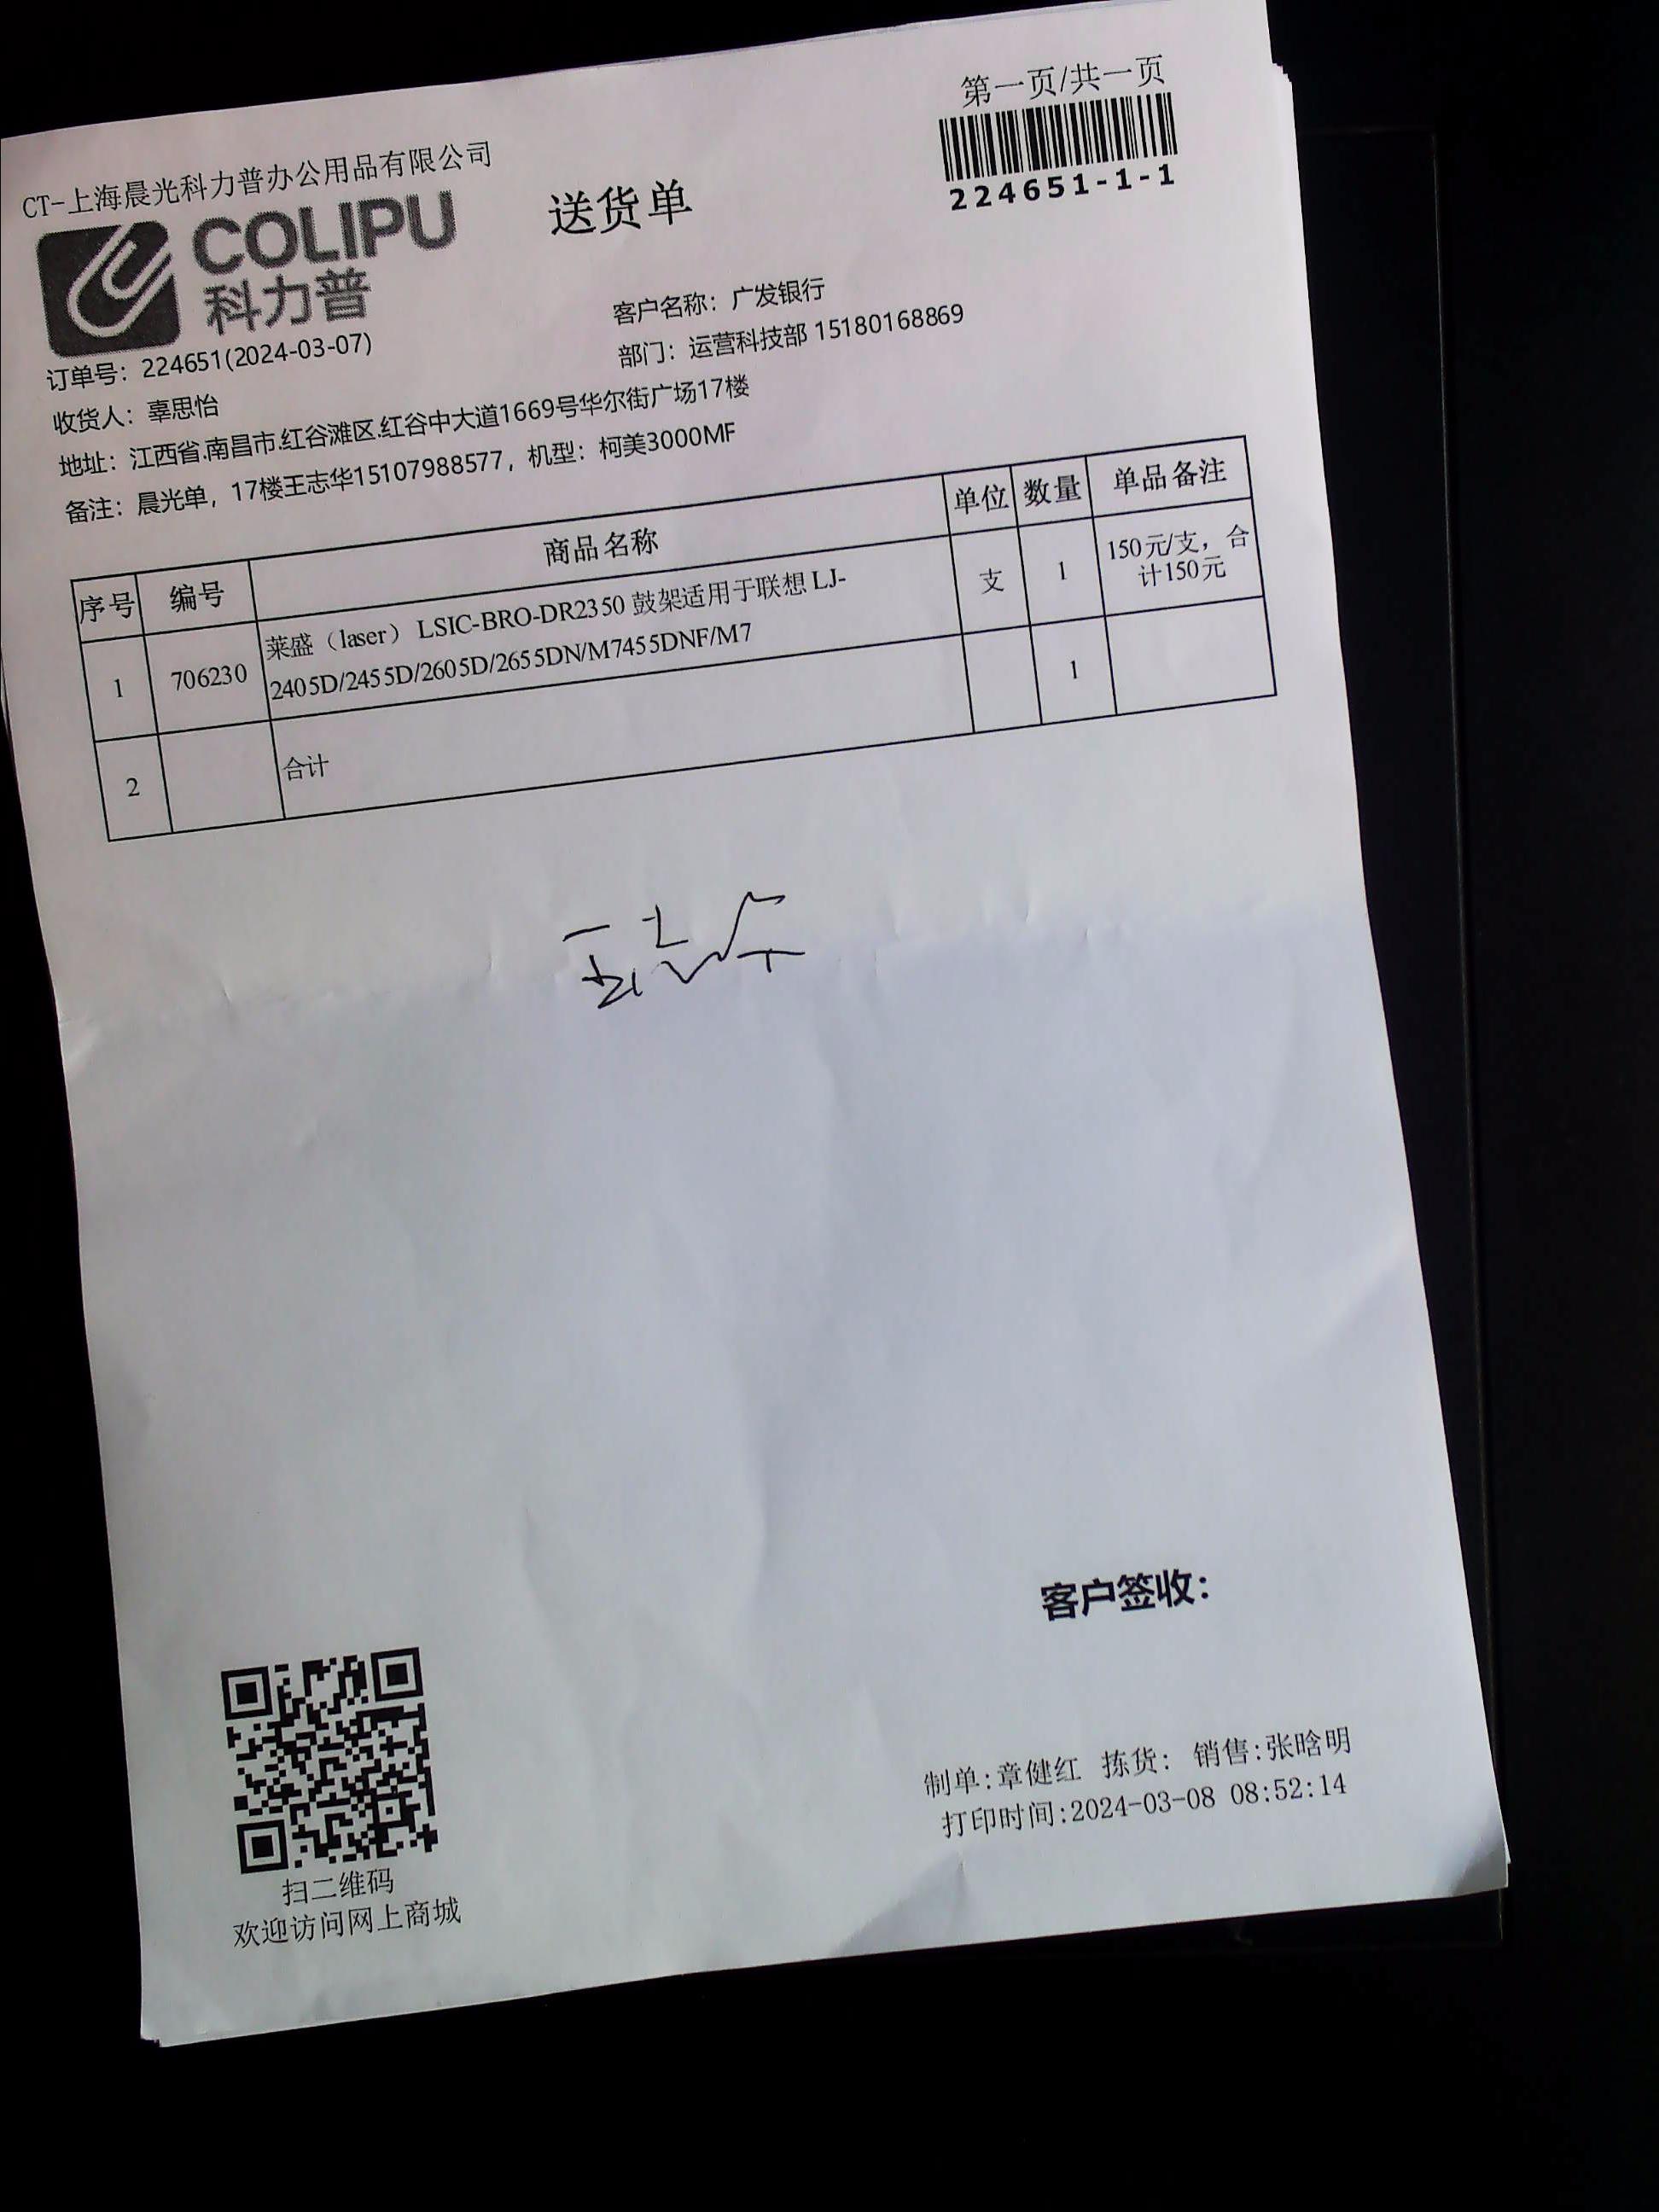 第一页/共一页
224651-1-1
CT-上海晨光科力普办公用品有限公司
COLIPU
科力普
送货单
订单号：224651(2024-03-07)
客户名称：广发银行
收货人：辜思怡
部门：运营科技部 15180168869
地址：江西省.南昌市.红谷滩区.红谷中大道1669号华尔街广场17楼
备注：晨光单，17楼王志华15107988577，机型：柯美3000MF
序号 编号 商品名称 单位 数量 单品备注
1 706230 莱盛（laser） LSIC-BRO-DR2350 鼓架适用于联想 LJ-
2405D/2455D/2605D/2655DN/M7455DNF/M7 支 1 150元/支，合
计150元
2 合计 1
客户签收：
制单:章健红 拣货: 销售:张晗明
打印时间:2024-03-08 08:52:14
扫二维码
欢迎访问网上商城